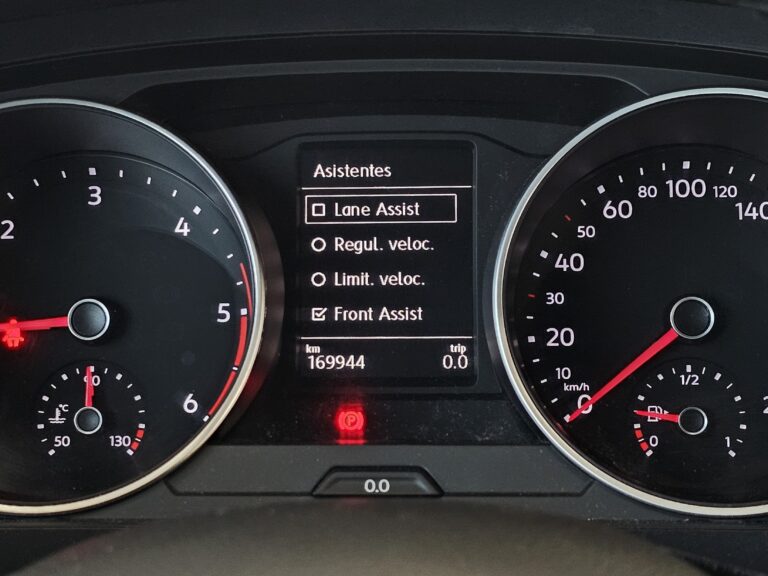 Asistentes
Lane Assist
Regul. veloc.
Limit. veloc.
Front Assist
km trip
169944 0.0
0.0
2 3 4 5 6
50 90 130
°C
0 10 20 30 40 50 60 80 100 120 140
km/h
0 1/2 1
P